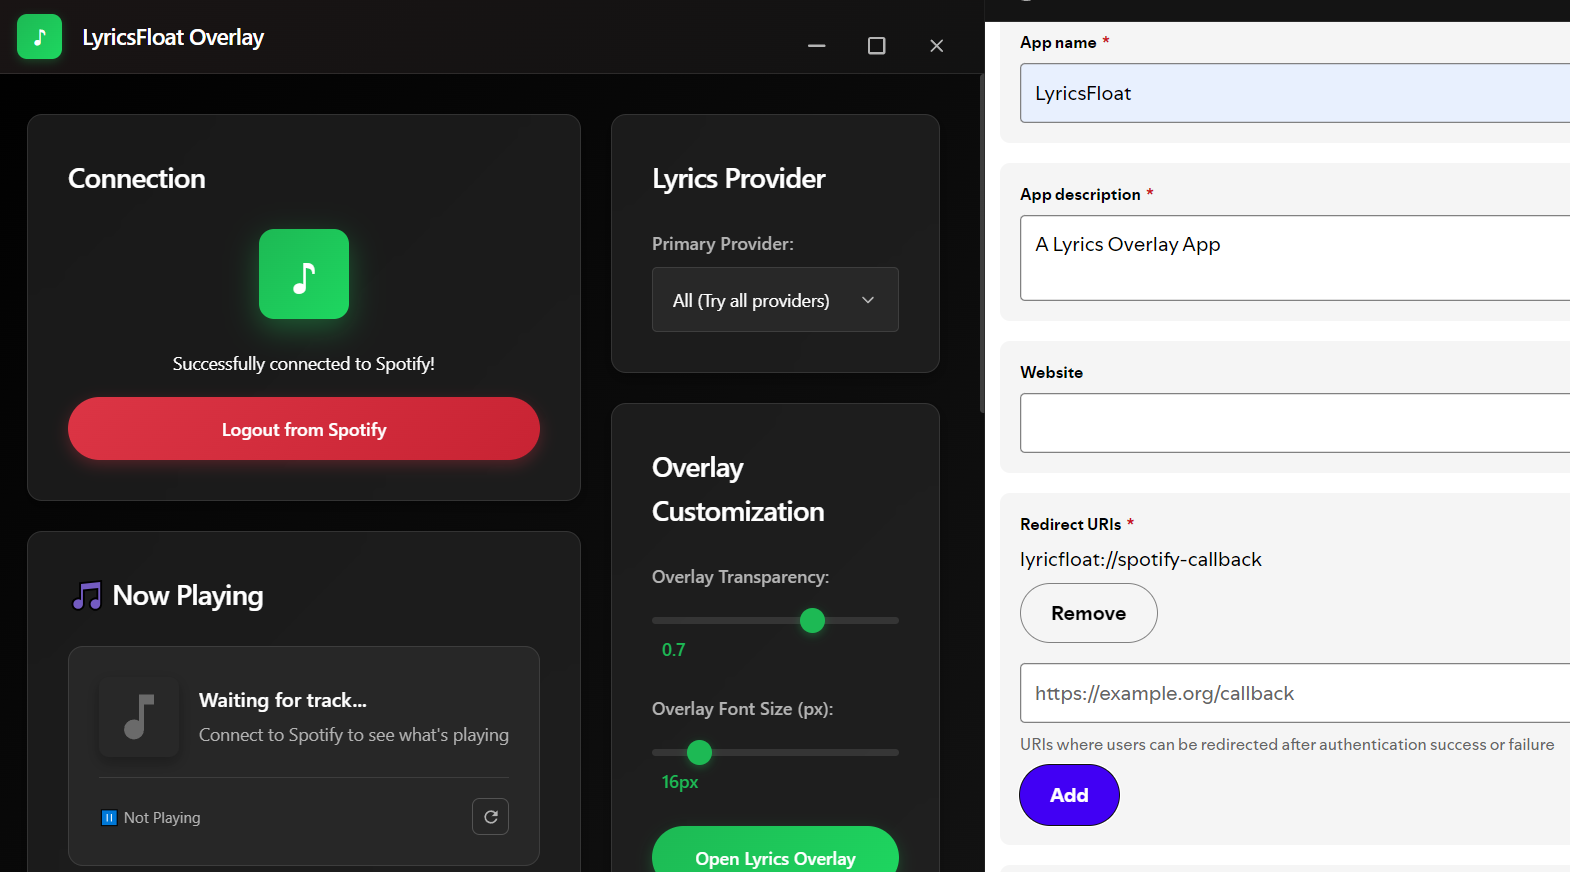 LyricsFloat Overlay
Connection
Successfully connected to Spotify!
Logout from Spotify
Now Playing
Waiting for track...
Connect to Spotify to see what's playing
Not Playing
Lyrics Provider
Primary Provider:
All (Try all providers)
Overlay
Customization
Overlay Transparency:
0.7
Overlay Font Size (px):
16px
Open Lyrics Overlay
App name *
LyricsFloat
App description *
A Lyrics Overlay App
Website
Redirect URIs *
lyricfloat://spotify-callback
Remove
https://example.org/callback
URIs where users can be redirected after authentication success or failure
Add